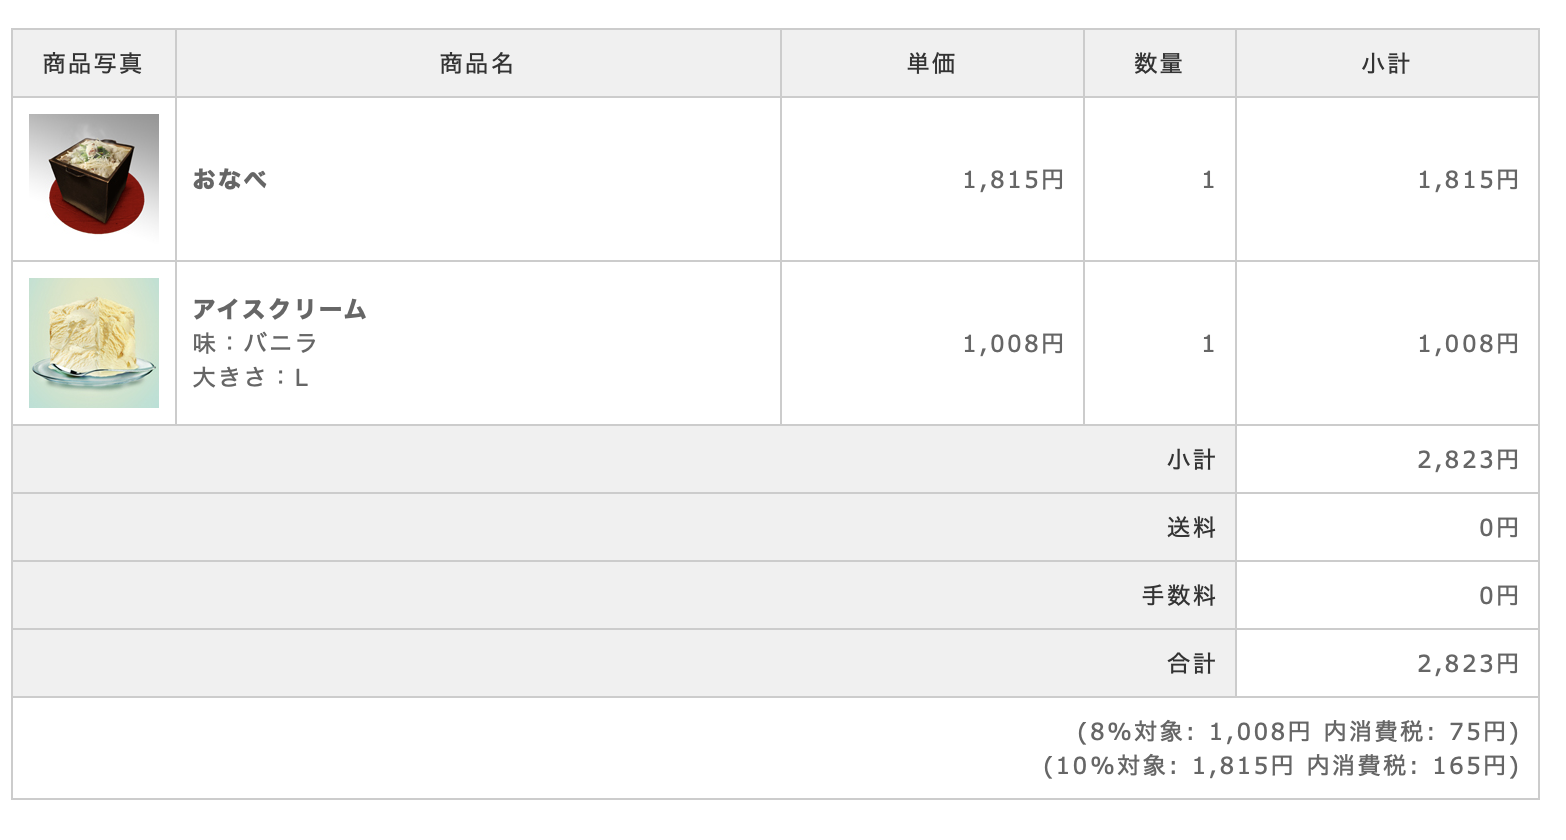 商品写真 商品名 単価 数量 小計
おなべ 1,815円 1 1,815円
アイスクリーム
味：バニラ 1,008円 1 1,008円
大きさ：L
小計 2,823円
送料 0円
手数料 0円
合計 2,823円
(8%対象: 1,008円 内消費税: 75円)
(10%対象: 1,815円 内消費税: 165円)